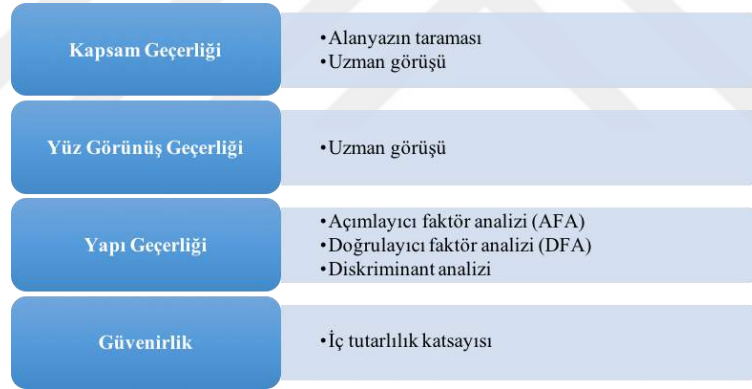 Kapsam Geçerliği
•Alanyazın taraması
•Uzman görüşü
Yüz Görünüş Geçerliği
•Uzman görüşü
Yapı Geçerliği
•Açımlayıcı faktör analizi (AFA)
•Doğrulayıcı faktör analizi (DFA)
•Diskriminant analizi
Güvenirlik
•İç tutarlılık katsayısı